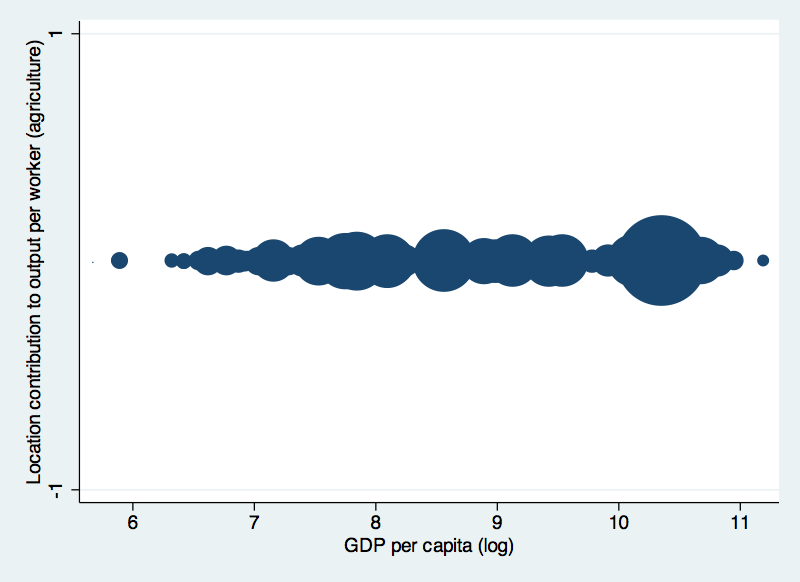 Location contribution to output per worker (agriculture)
1
-1
6 7 8 9 10 11
GDP per capita (log)